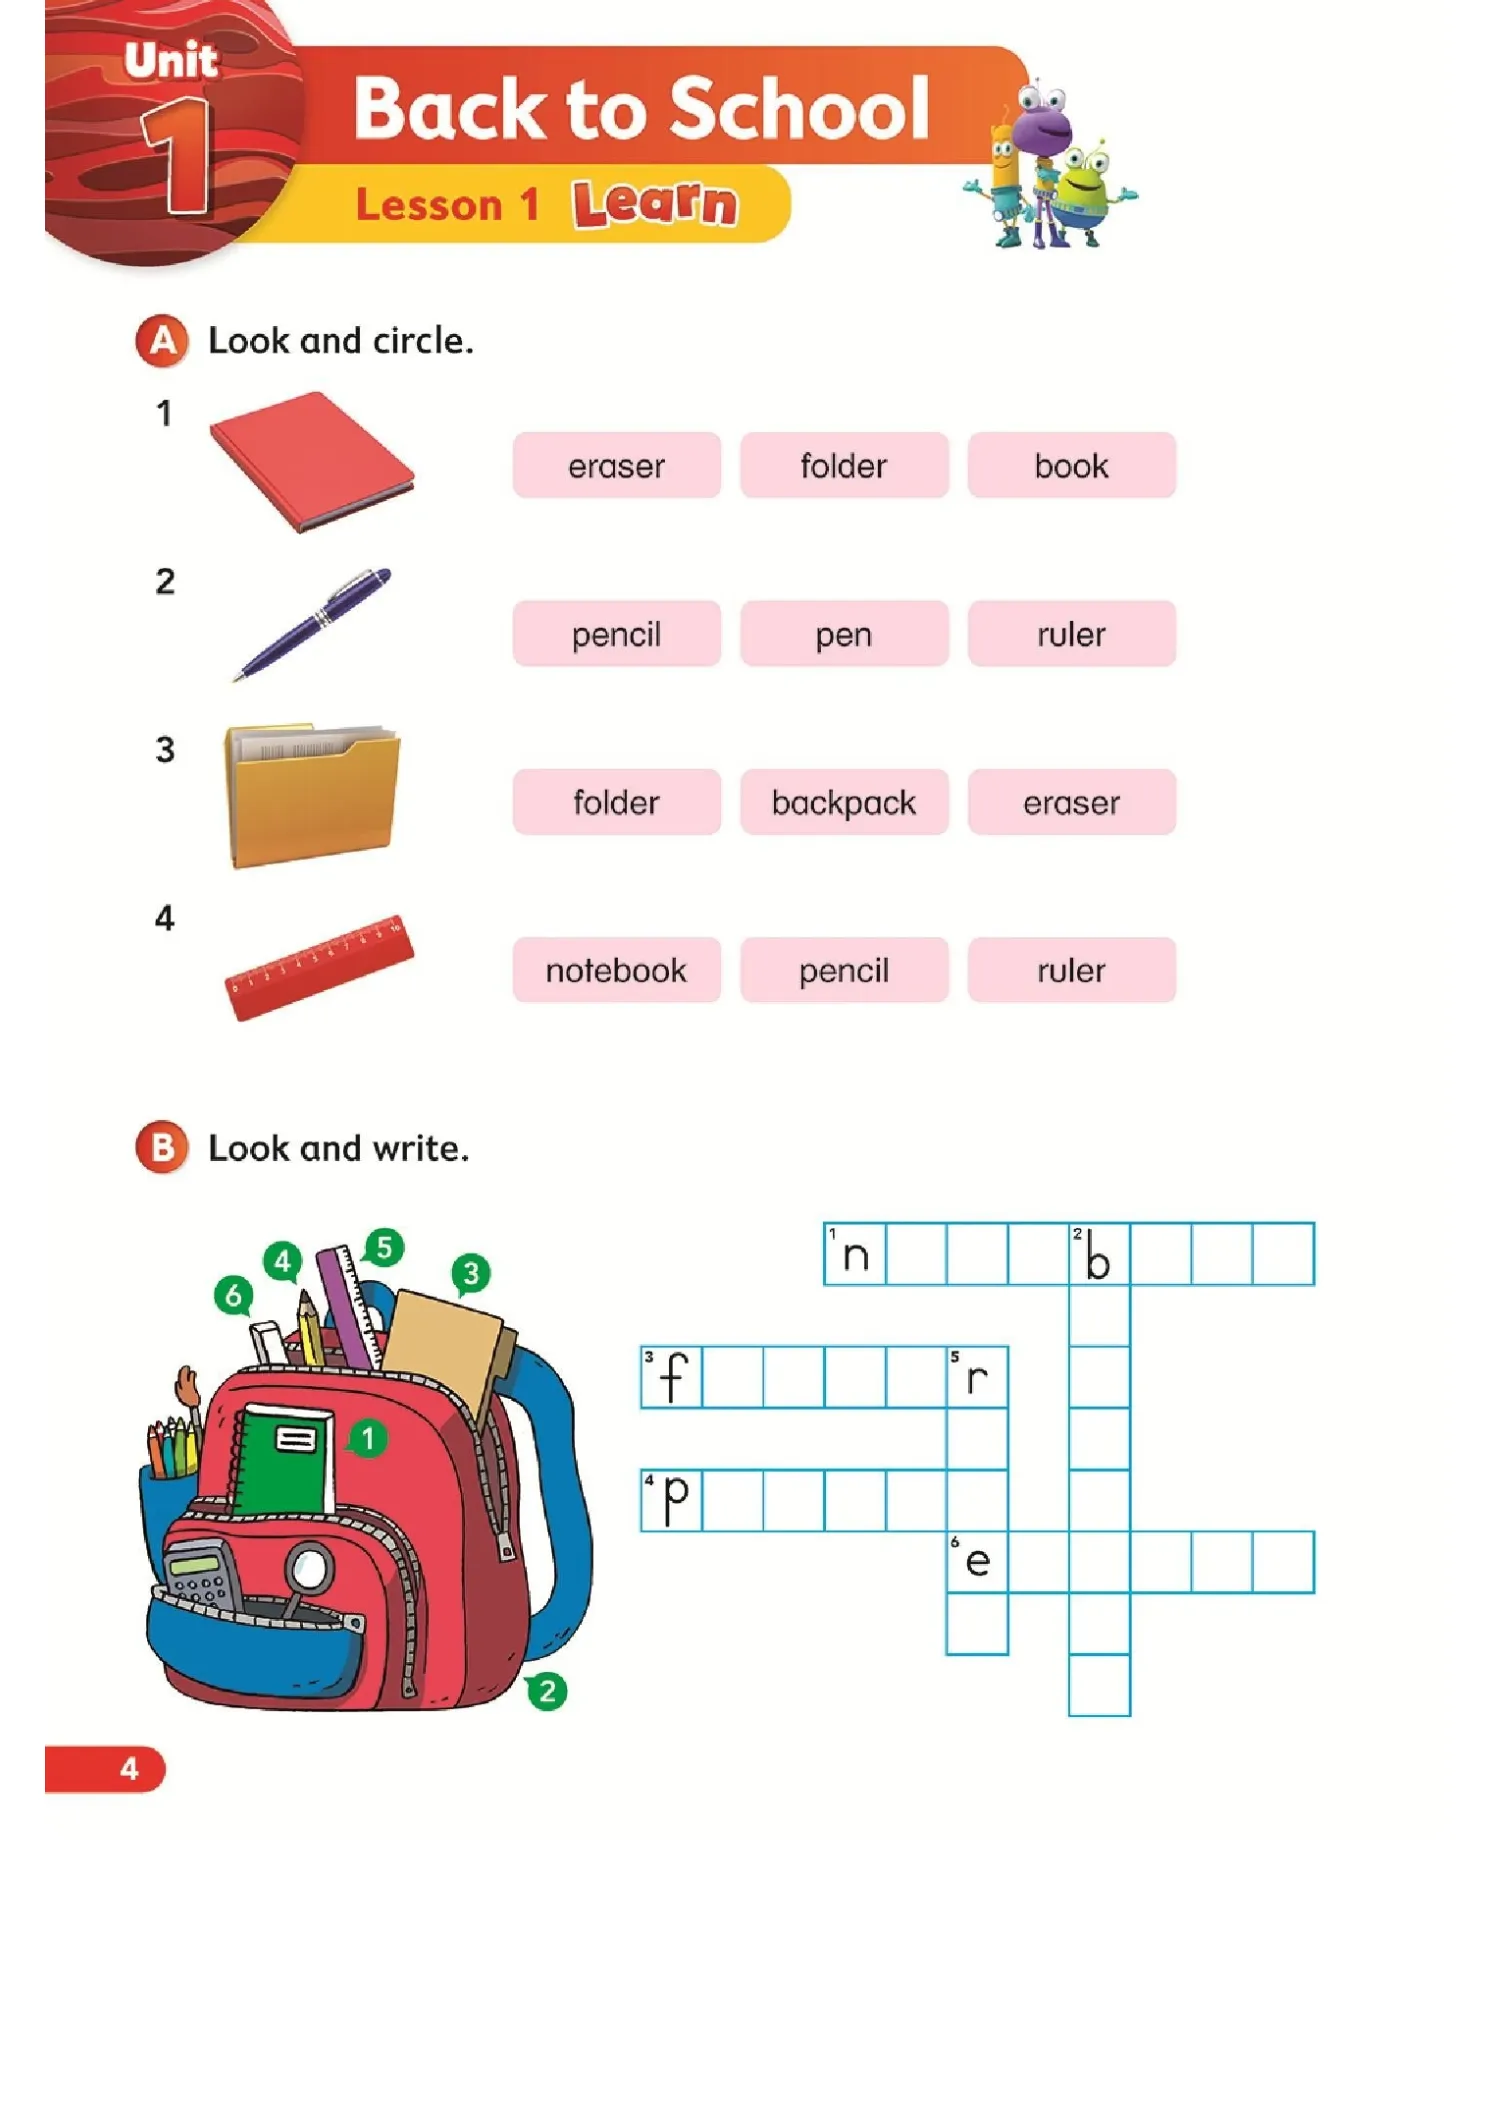 Unit
1
Back to School
Lesson 1 Learn
A Look and circle.
1
eraser folder book
2
pencil pen ruler
3
folder backpack eraser
4
notebook pencil ruler
B Look and write.
6 4 5 3
1
2
1 n 2 b
3 f 5 r
4 p
6 e
4